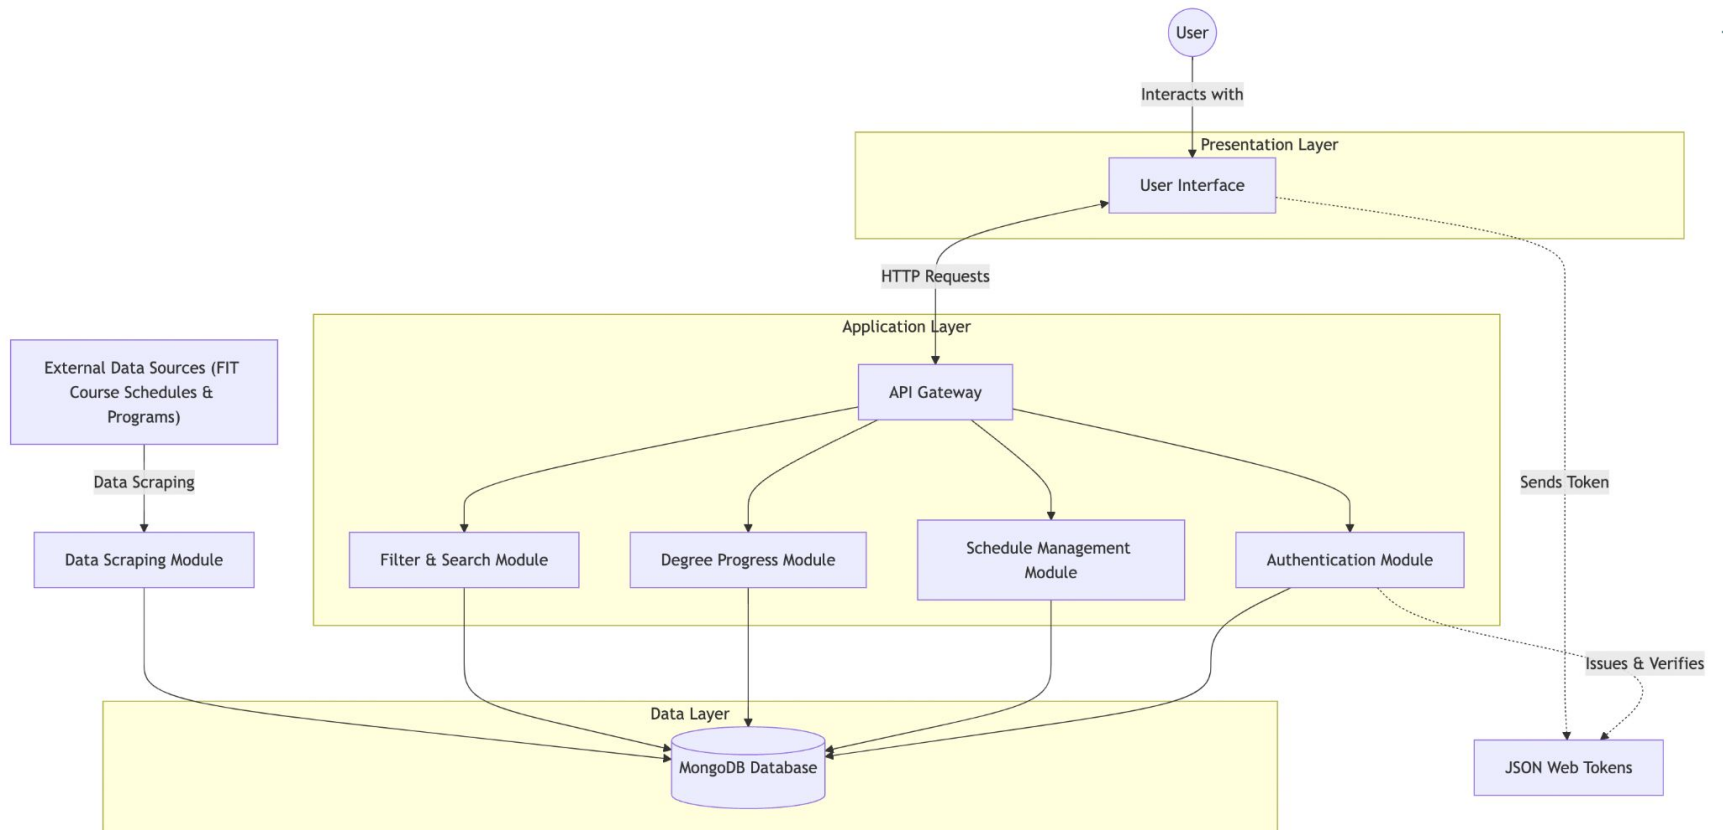 User
Interacts with
Presentation Layer
User Interface
HTTP Requests
Application Layer
External Data Sources (FIT
Course Schedules &
Programs)
API Gateway
Data Scraping
Sends Token
Data Scraping Module
Filter & Search Module
Degree Progress Module
Schedule Management
Module
Authentication Module
Issues & Verifies
Data Layer
MongoDB Database
JSON Web Tokens